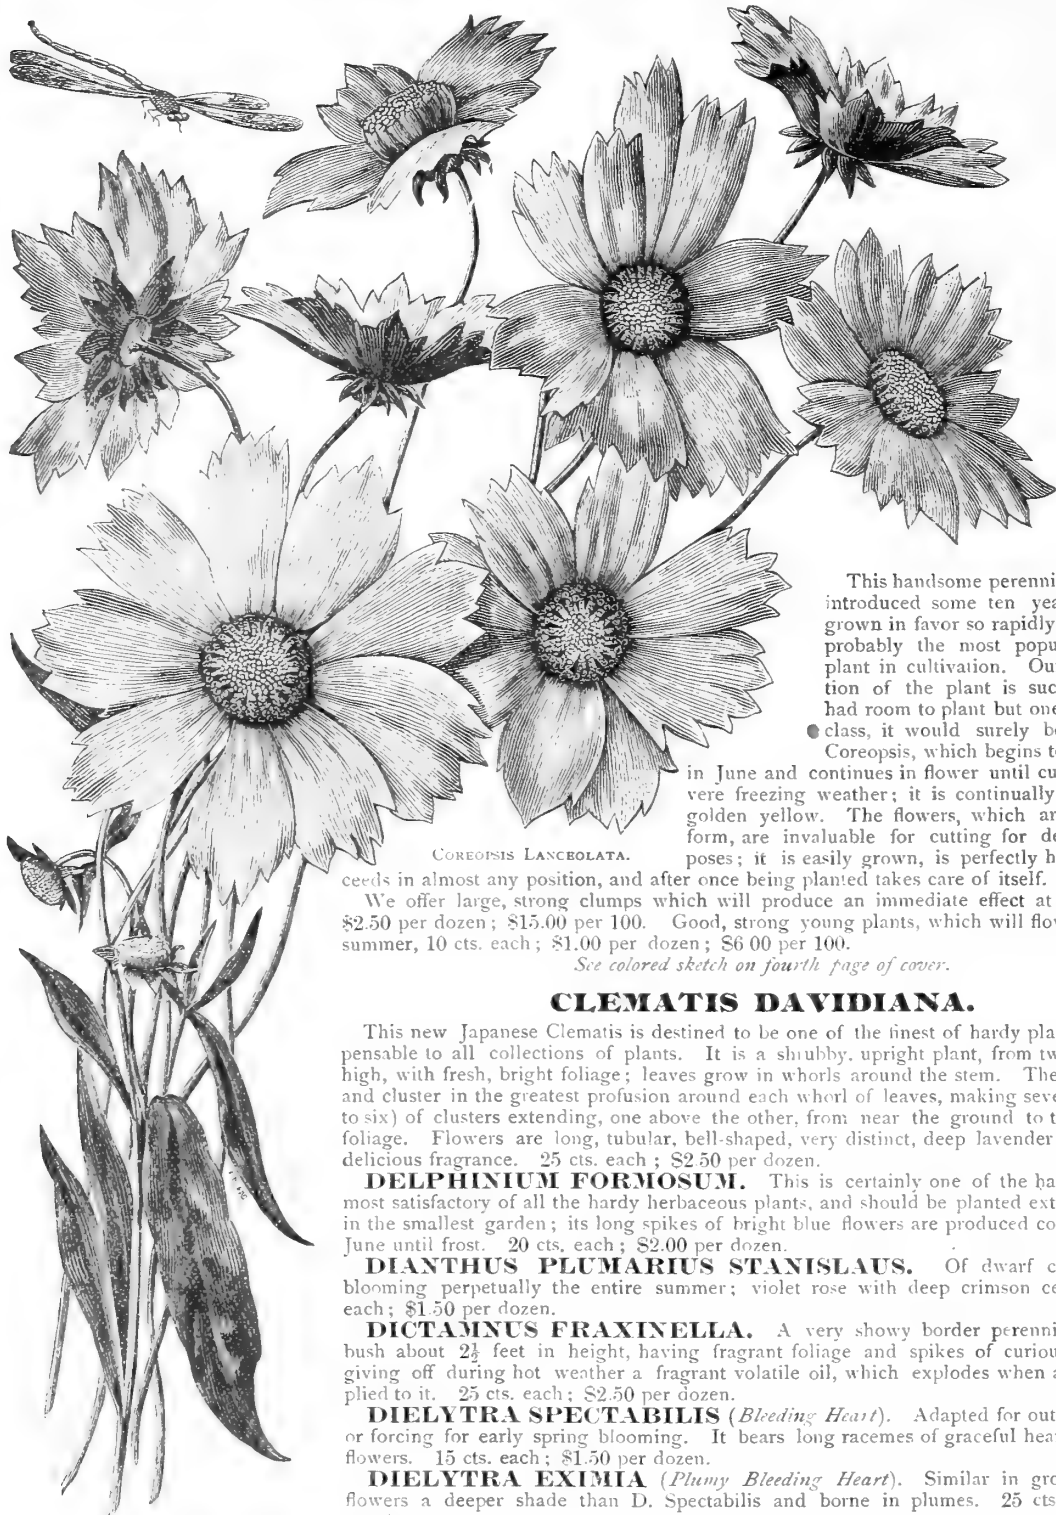 This handsome perenni
introduced some ten yea
grown in favor so rapidly
probably the most popu
plant in cultivation. Ou
tion of the plant is suc
had room to plant but one
class, it would surely b
Coreopsis, which begins t
in June and continues in flower until cu
vere freezing weather; it is continually
golden yellow. The flowers, which ar
form, are invaluable for cutting for de
COREOPSIS LANCEOLATA.
poses; it is easily grown, is perfectly h
ceeds in almost any position, and after once being planted takes care of itself.
We offer large, strong clumps which will produce an immediate effect at
$2.50 per dozen; $15.00 per 100. Good, strong young plants, which will flo
summer, 10 cts. each; $1.00 per dozen; $6 00 per 100.
See colored sketch on fourth page of cover.
CLEMATIS DAVIDIANA.
This new Japanese Clematis is destined to be one of the finest of hardy pla
pensable to all collections of plants. It is a shrubby, upright plant, from tw
high, with fresh, bright foliage; leaves grow in whorls around the stem. The
and cluster in the greatest profusion around each whorl of leaves, making seve
to six) of clusters extending, one above the other, from near the ground to t
foliage. Flowers are long, tubular, bell-shaped, very distinct, deep lavender
delicious fragrance. 25 cts. each; $2.50 per dozen.
DELPHINIUM FORMOSUM. This is certainly one of the ha
most satisfactory of all the hardy herbaceous plants, and should be planted ext
in the smallest garden; its long spikes of bright blue flowers are produced co
June until frost. 20 cts. each; $2.00 per dozen.
DIANTHUS PLUMARIUS STANISLAUS. Of dwarf c
blooming perpetually the entire summer; violet rose with deep crimson ce
each; $1.50 per dozen.
DICTAMNUS FRAXINELLA. A very showy border perenni
bush about 2½ feet in height, having fragrant foliage and spikes of curiou
giving off during hot weather a fragrant volatile oil, which explodes when a
plied to it. 25 cts. each; $2.50 per dozen.
DIELYTRA SPECTABILIS (Bleeding Heart). Adapted for out
or forcing for early spring blooming. It bears long racemes of graceful hea
flowers. 15 cts. each; $1.50 per dozen.
DIELYTRA EXIMIA (Plumy Bleeding Heart). Similar in gro
flowers a deeper shade than D. Spectabilis and borne in plumes. 25 cts